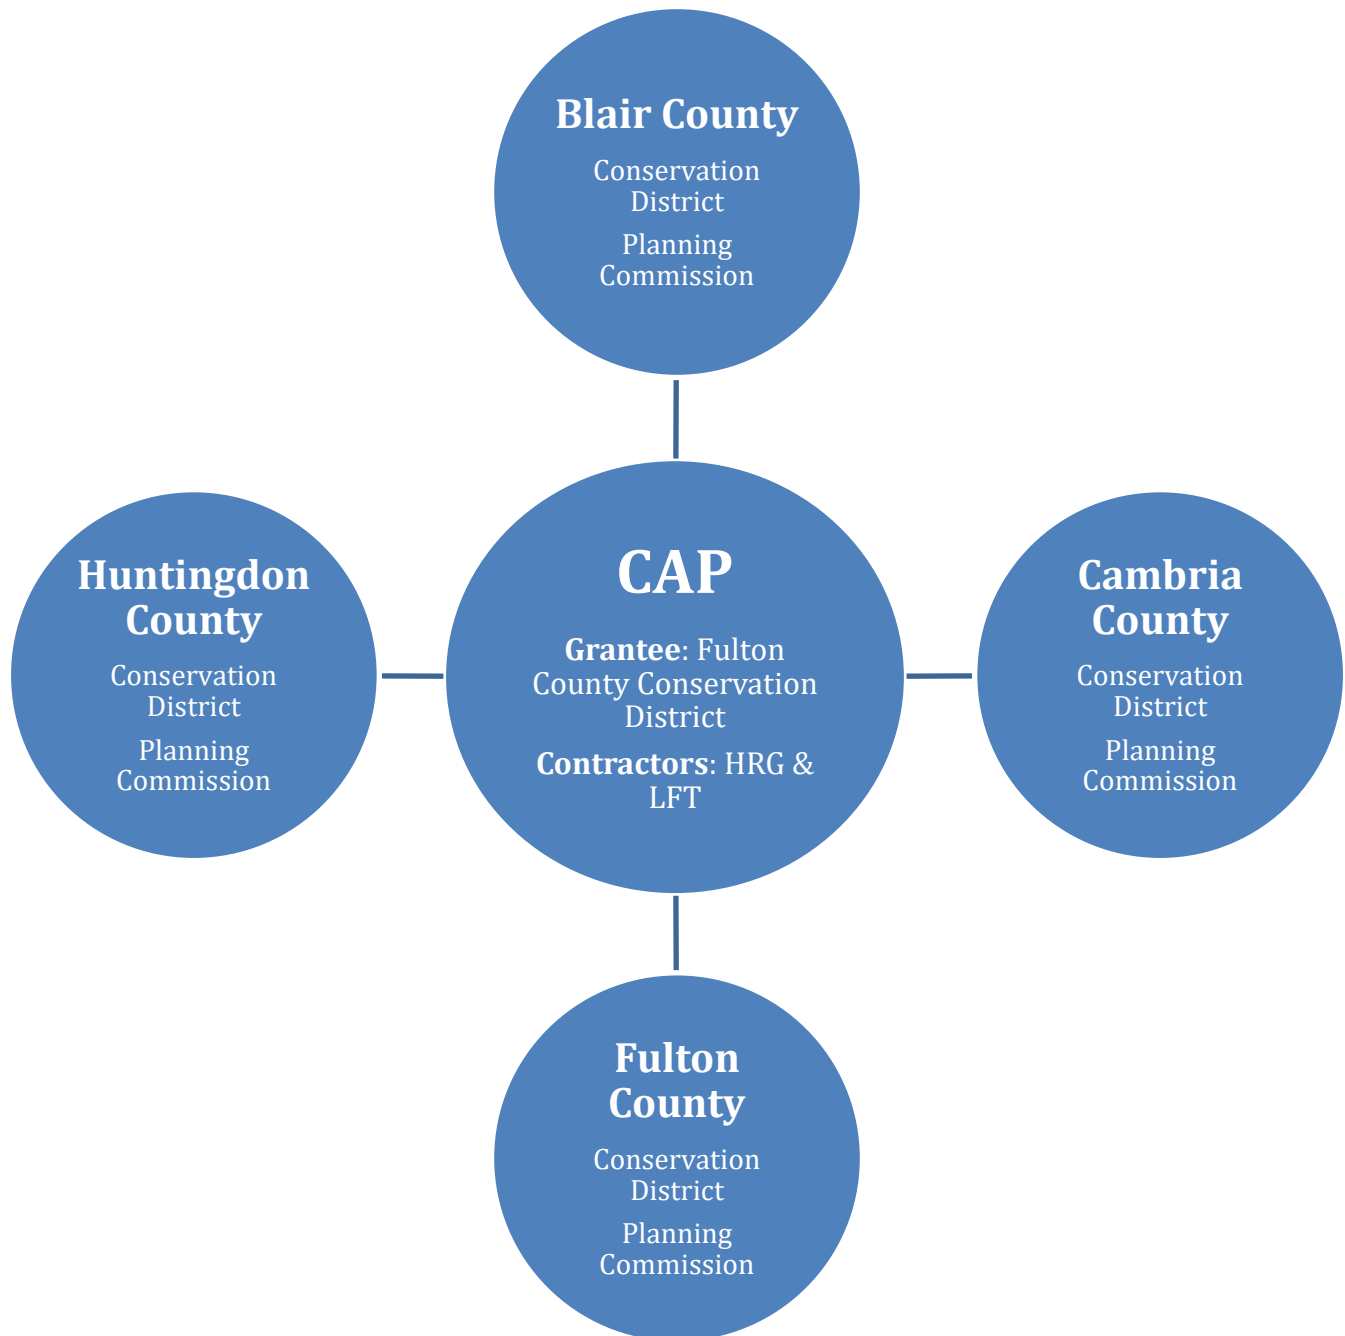 Blair County
Conservation
District
Planning
Commission
Huntingdon
County
Conservation
District
Planning
Commission
CAP
Grantee: Fulton
County Conservation
District
Contractors: HRG &
LFT
Cambria
County
Conservation
District
Planning
Commission
Fulton
County
Conservation
District
Planning
Commission